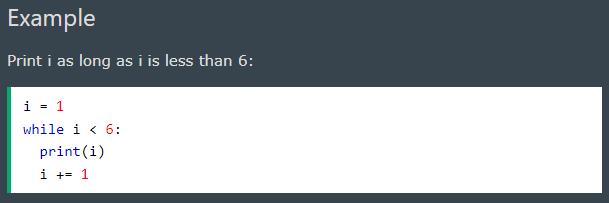 Example
Print i as long as i is less than 6:
i = 1
while i < 6:
  print(i)
  i += 1